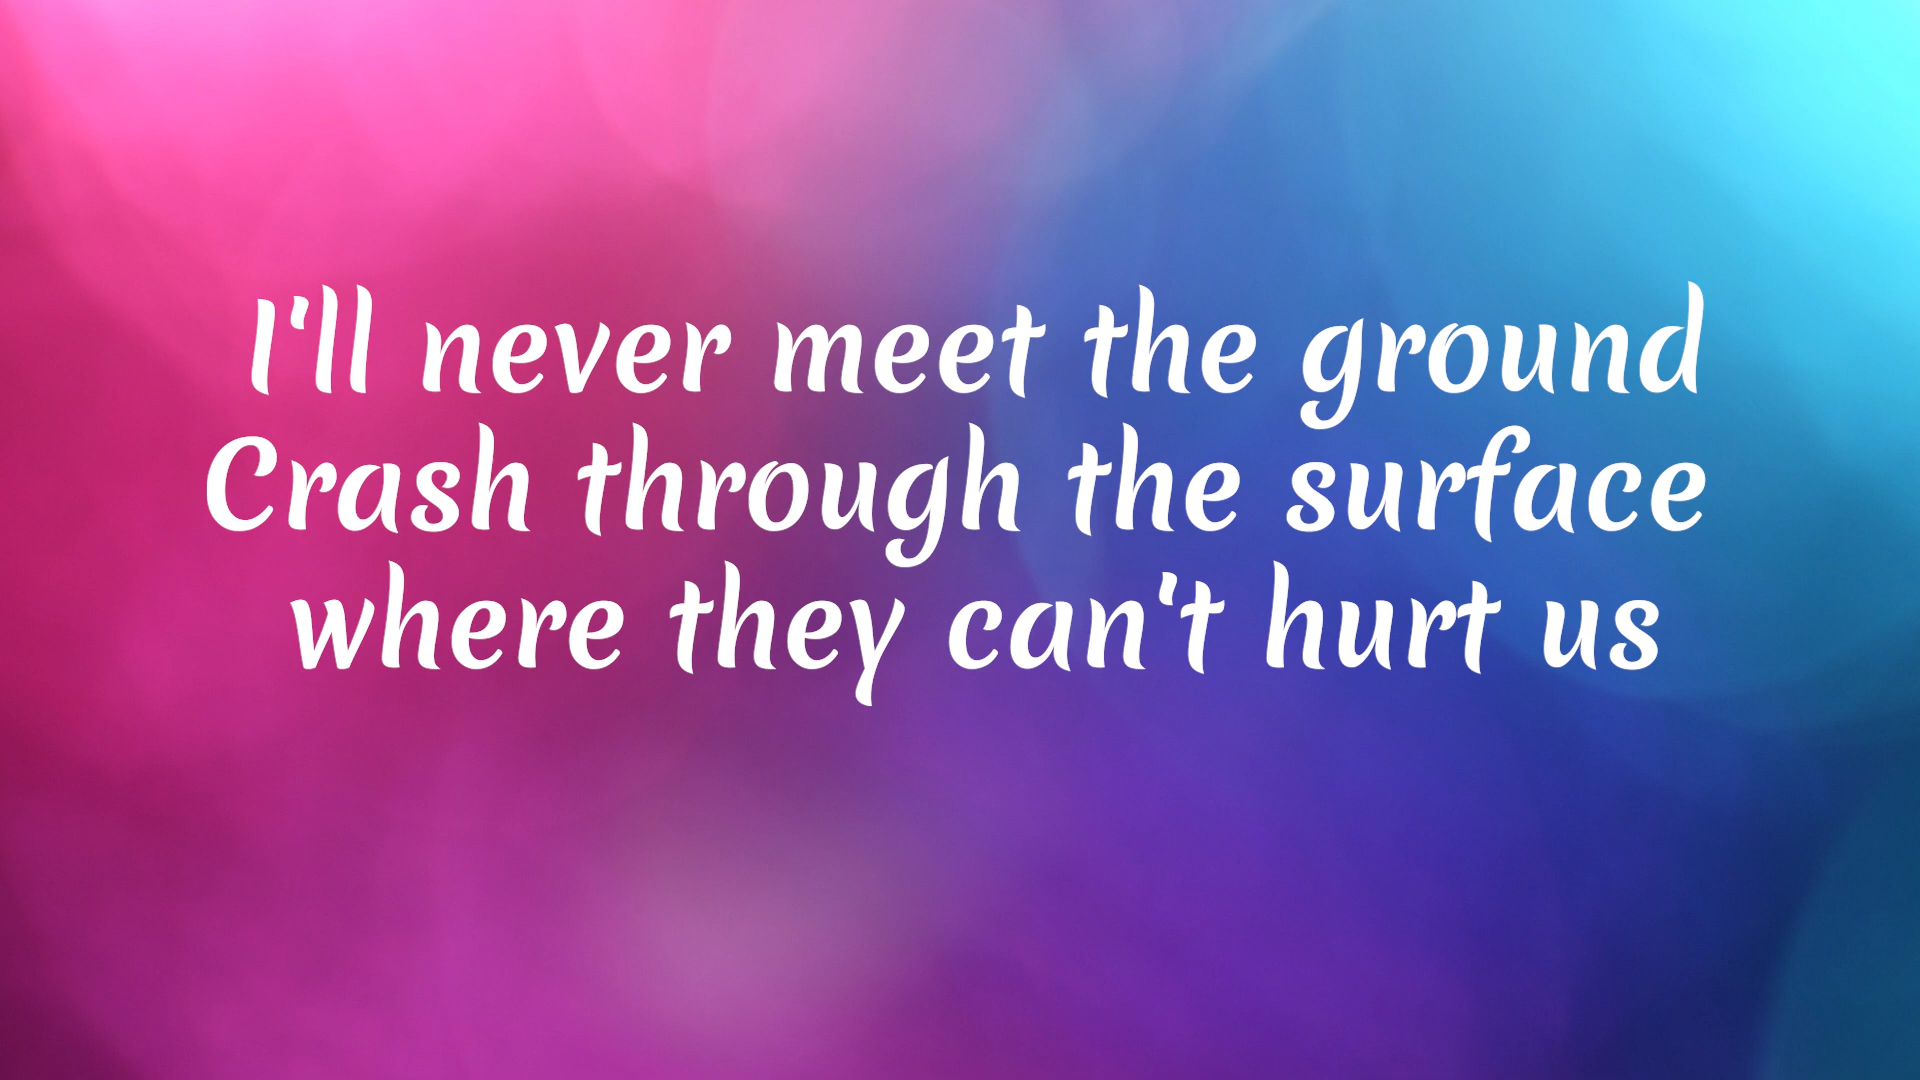 I'll never meet the ground
Crash through the surface
where they can't hurt us